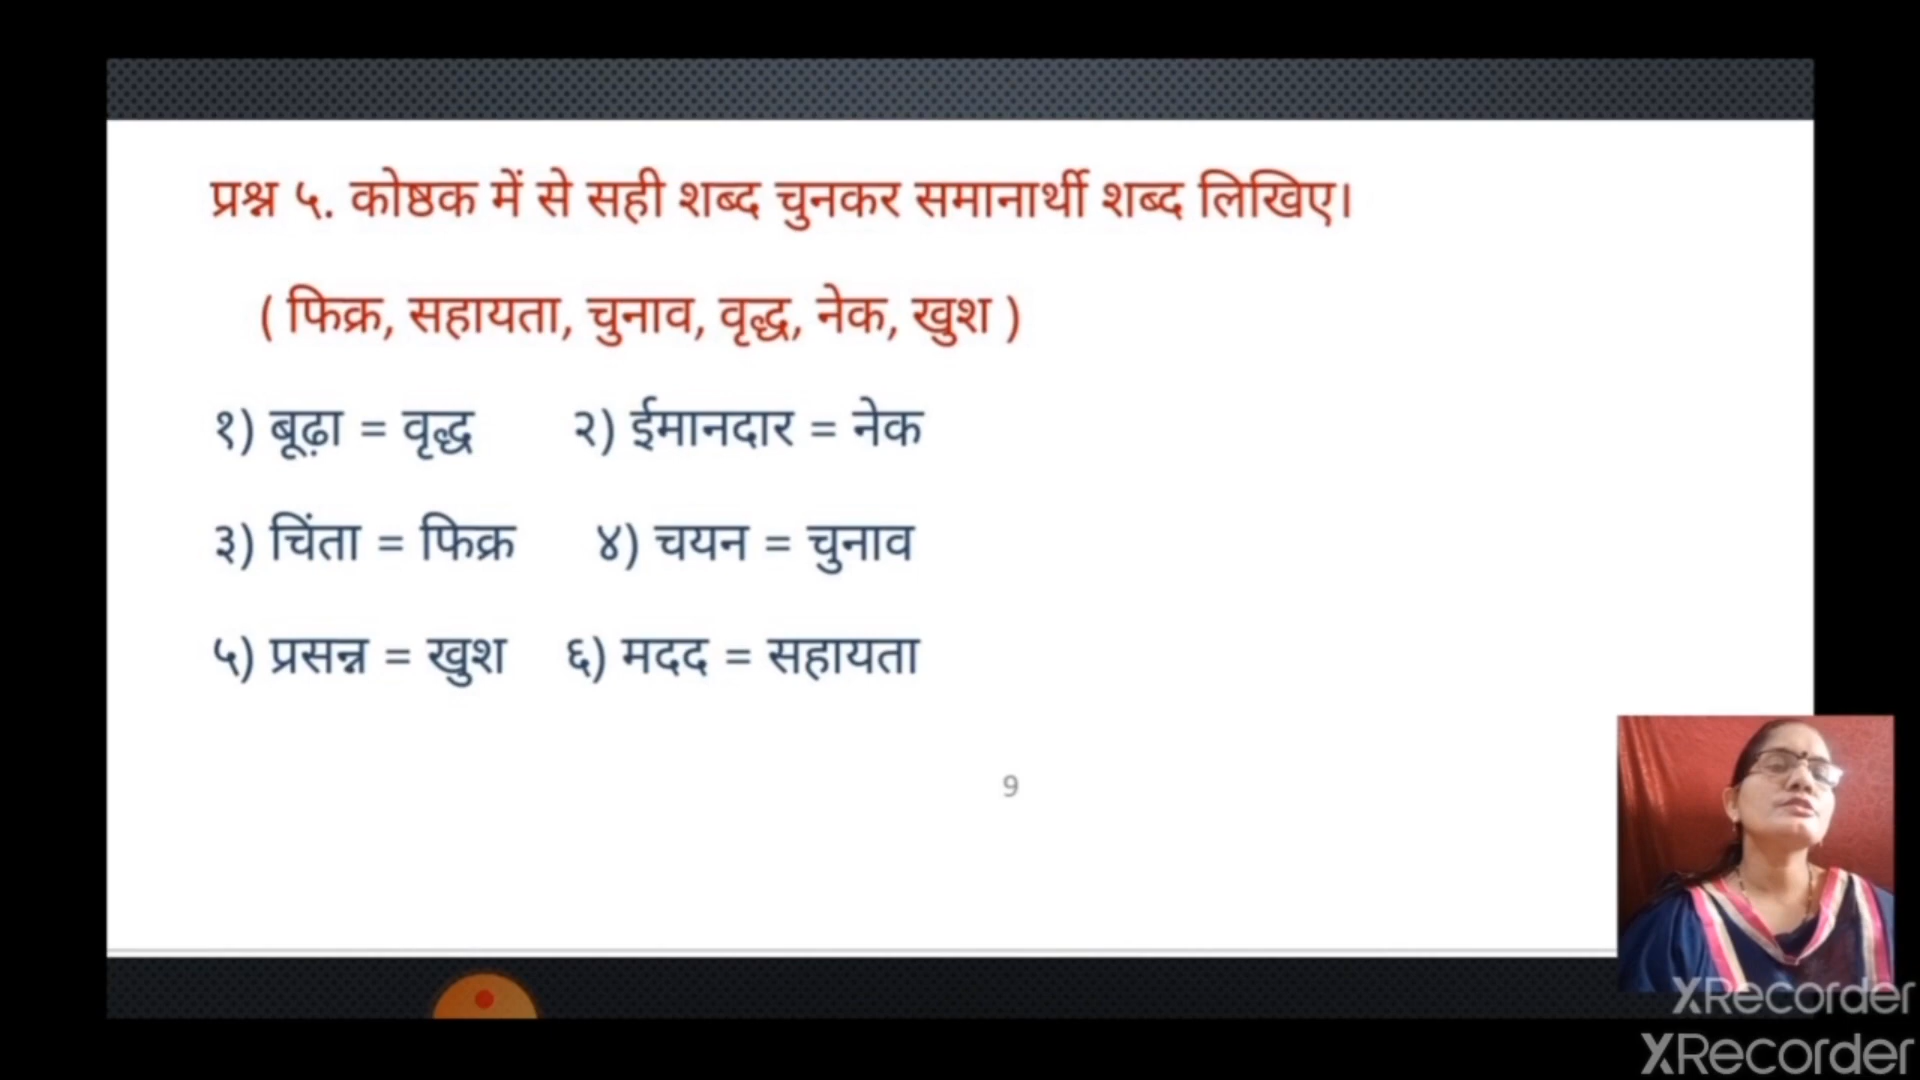 प्रश्न ५. कोष्ठक में से सही शब्द चुनकर समानार्थी शब्द लिखिए।
( फिक्र, सहायता, चुनाव, वृद्ध, नेक, खुश )
१) बूढ़ा = वृद्ध २) ईमानदार = नेक
३) चिंता = फिक्र ४) चयन = चुनाव
५) प्रसन्न = खुश ६) मदद = सहायता
9
XRecorder
XRecorder